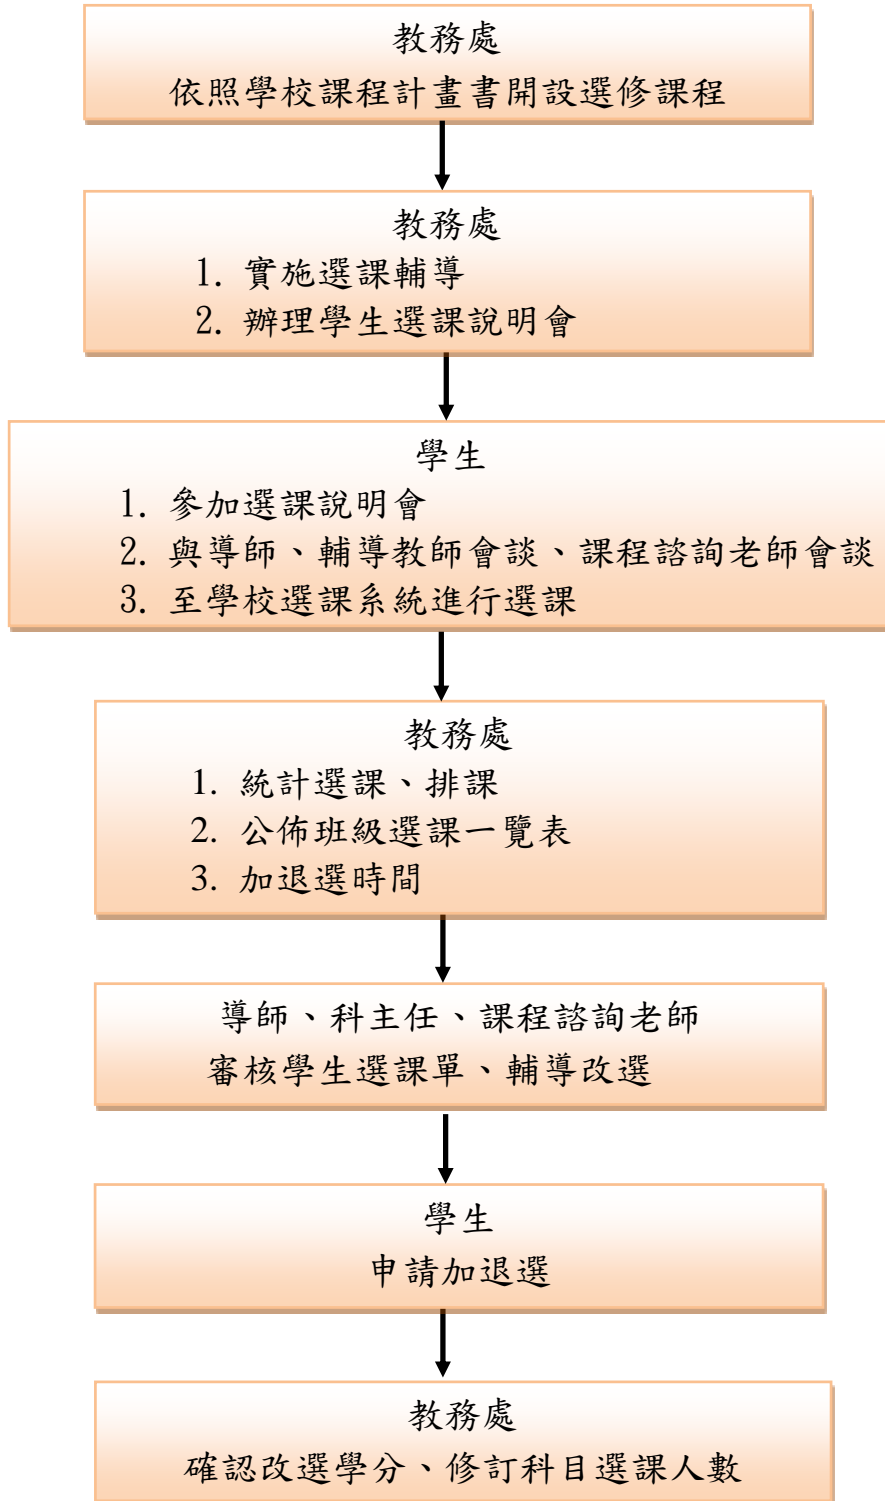 教務處
依照學校課程計畫書開設選修課程
教務處
1. 實施選課輔導
2. 辦理學生選課說明會
學生
1. 參加選課說明會
2. 與導師、輔導教師會談、課程諮詢老師會談
3. 至學校選課系統進行選課
教務處
1. 統計選課、排課
2. 公佈班級選課一覽表
3. 加退選時間
導師、科主任、課程諮詢老師
審核學生選課單、輔導改選
學生
申請加退選
教務處
確認改選學分、修訂科目選課人數